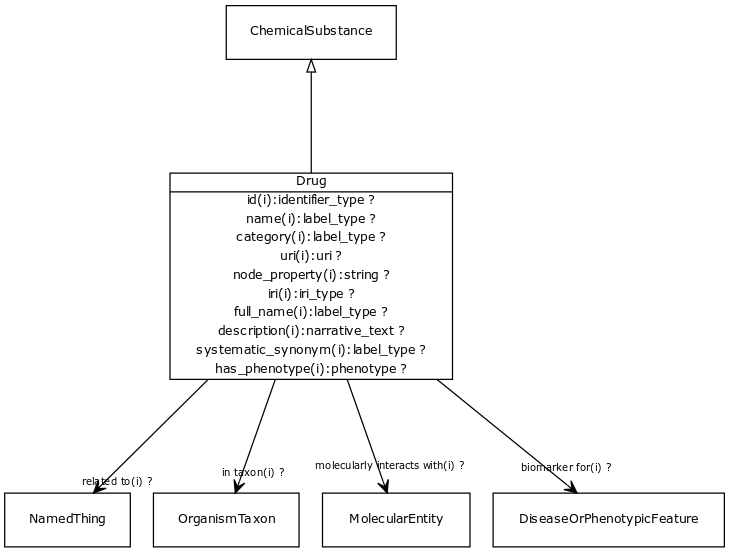 ChemicalSubstance
Drug
id(i):identifier_type ?
name(i):label_type ?
category(i):label_type ?
uri(i):uri ?
node_property(i):string ?
iri(i):iri_type ?
full_name(i):label_type ?
description(i):narrative_text ?
systematic_synonym(i):label_type ?
has_phenotype(i):phenotype ?
related to(i) ?
in taxon(i) ?
molecularly interacts with(i) ?
biomarker for(i) ?
NamedThing
OrganismTaxon
MolecularEntity
DiseaseOrPhenotypicFeature